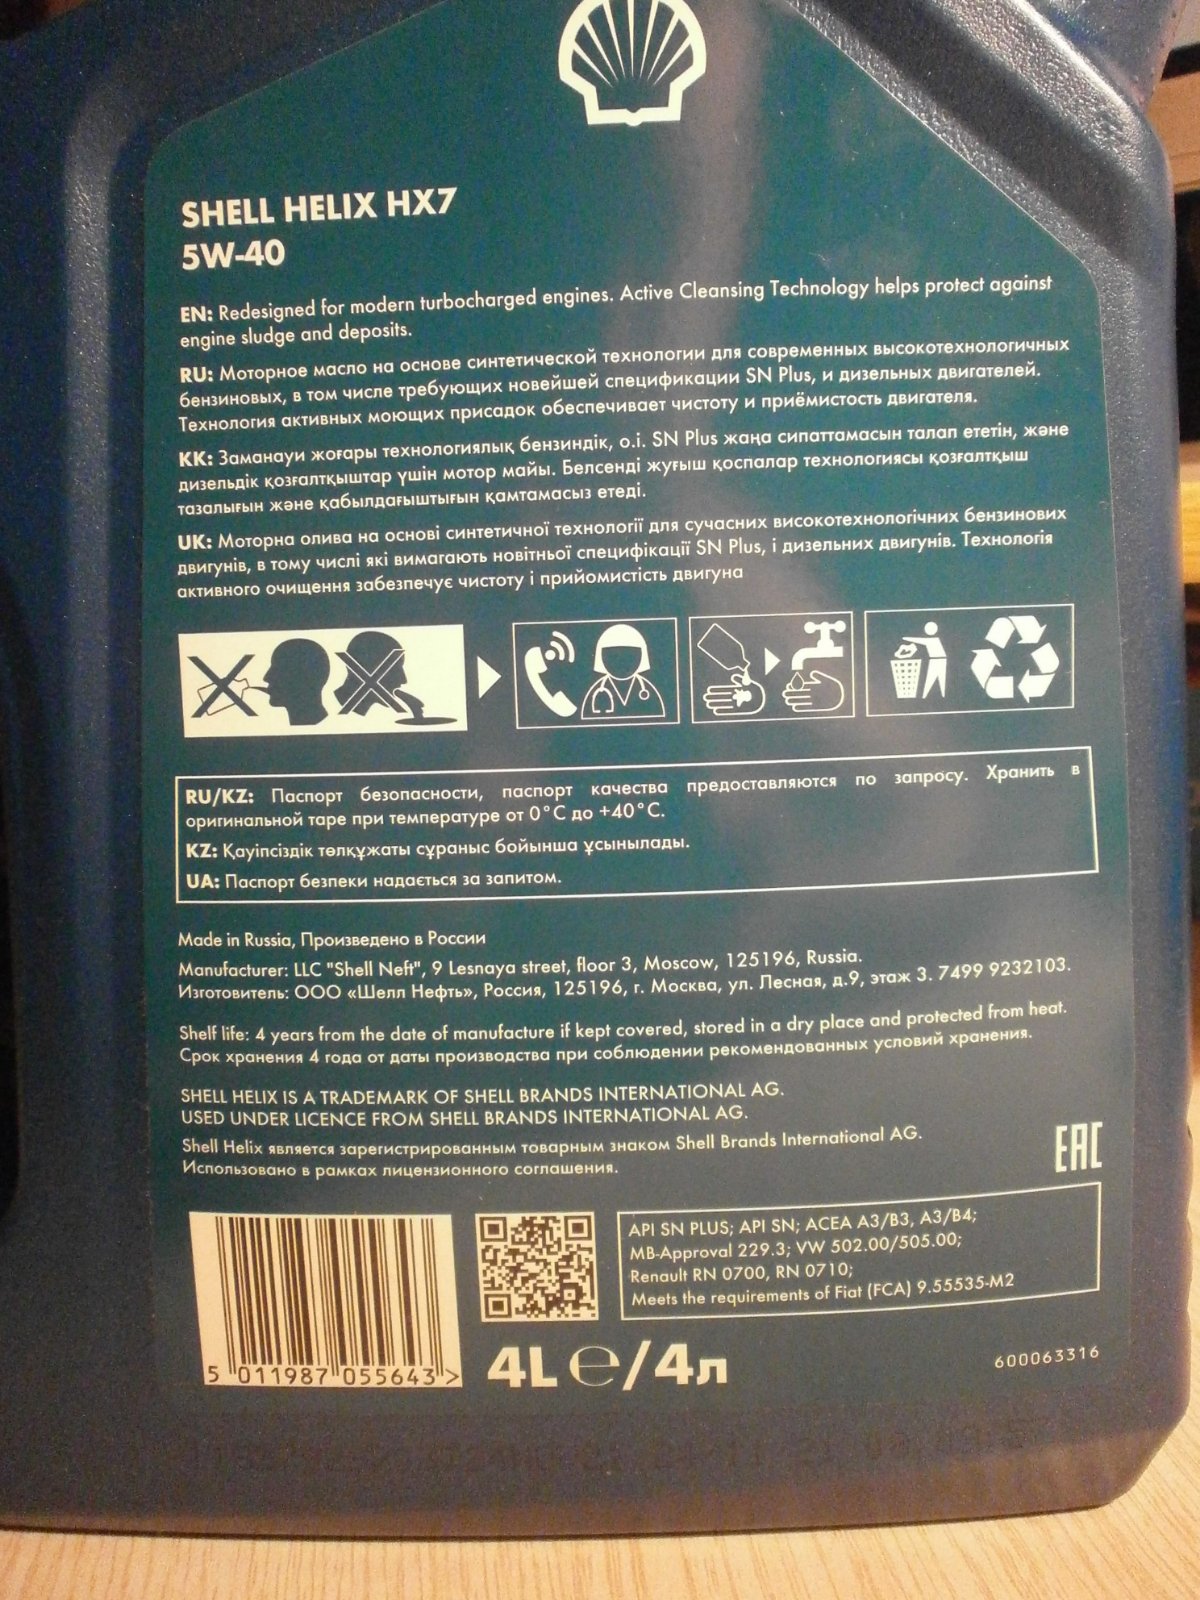 SHELL HELIX HX7
5W-40
EN: Redesigned for modern turbocharged engines. Active Cleansing Technology helps protect against
engine sludge and deposits.
RU: Моторное масло на основе синтетической технологии для современных высокотехнологичных
бензиновых, в том числе требующих новейшей спецификации SN Plus, и дизельных двигателей.
Технология активных моющих присадок обеспечивает чистоту и приёмистость двигателя.
KK: Заманауи жоғары технологиялық бензиндік, о.і. SN Plus жаңа сипаттамасын талап ететін, және
дизельдік қозғалтқыштар үшін мотор майы. Белсенді жуғыш қоспалар технологиясы қозғалтқыш
тазалығын және қабылдағыштығын қамтамасыз етеді.
UK: Моторна олива на основі синтетичної технології для сучасних високотехнологічних бензинових
двигунів, в тому числі які вимагають новітньої специфікації SN Plus, і дизельних двигунів. Технологія
активного очищення забезпечує чистоту і прийомистість двигуна
RU/KZ: Паспорт безопасности, паспорт качества предоставляются по запросу. Хранить в
оригинальной таре при температуре от 0°C до +40°C.
KZ: Қауіпсіздік төлқұжаты сұраныс бойынша ұсынылады.
UA: Паспорт безпеки надається за запитом.
Made in Russia, Произведено в России
Manufacturer: LLC "Shell Neft", 9 Lesnaya street, floor 3, Moscow, 125196, Russia.
Изготовитель: ООО «Шелл Нефть», Россия, 125196, г. Москва, ул. Лесная, д.9, этаж 3. 7499 9232103.
Shelf life: 4 years from the date of manufacture if kept covered, stored in a dry place and protected from heat.
Срок хранения 4 года от даты производства при соблюдении рекомендованных условий хранения.
SHELL HELIX IS A TRADEMARK OF SHELL BRANDS INTERNATIONAL AG.
USED UNDER LICENCE FROM SHELL BRANDS INTERNATIONAL AG.
Shell Helix является зарегистрированным товарным знаком Shell Brands International AG.
Использовано в рамках лицензионного соглашения.
EAC
API SN PLUS; API SN; ACEA A3/B3, A3/B4;
MB-Approval 229.3; VW 502.00/505.00;
Renault RN 0700, RN 0710;
Meets the requirements of Fiat (FCA) 9.55535-M2
5 011987 055643 >
4L e/4л
600063316